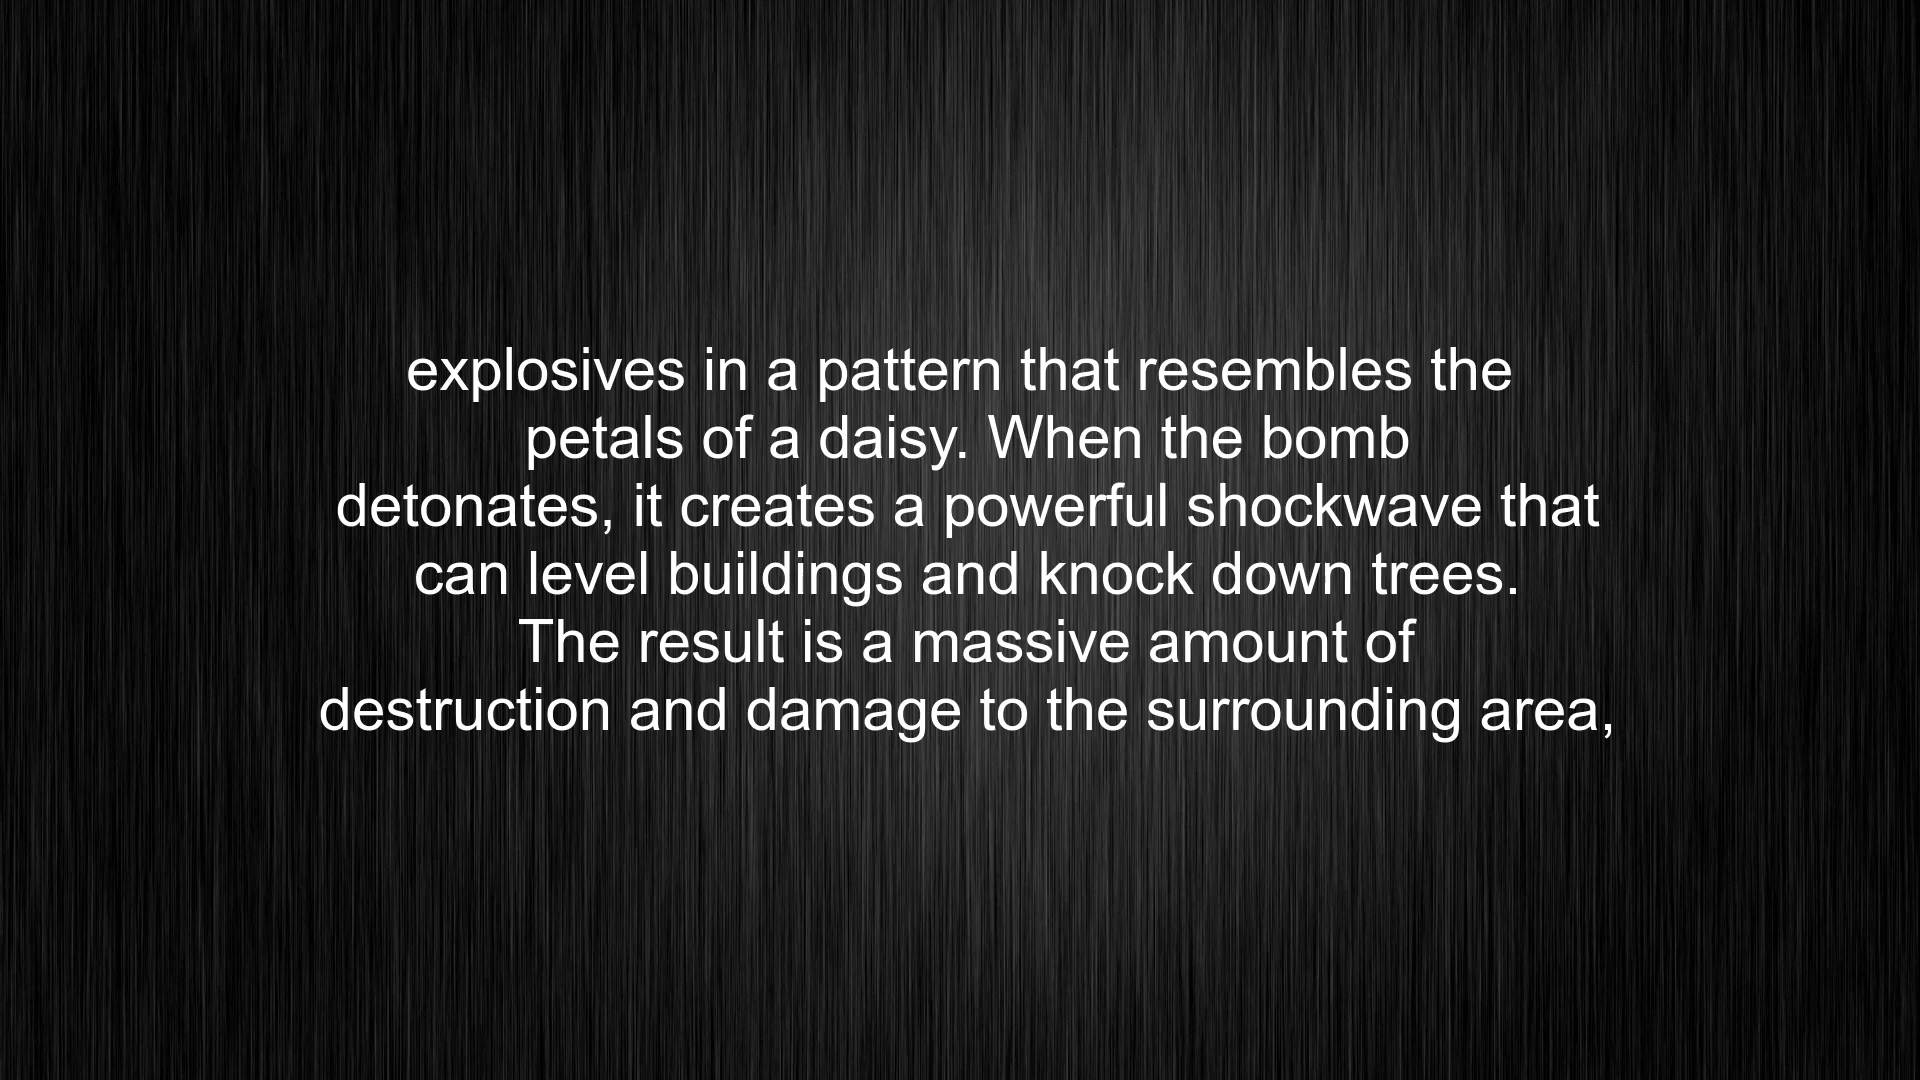 explosives in a pattern that resembles the
petals of a daisy. When the bomb
detonates, it creates a powerful shockwave that
can level buildings and knock down trees.
The result is a massive amount of
destruction and damage to the surrounding area,